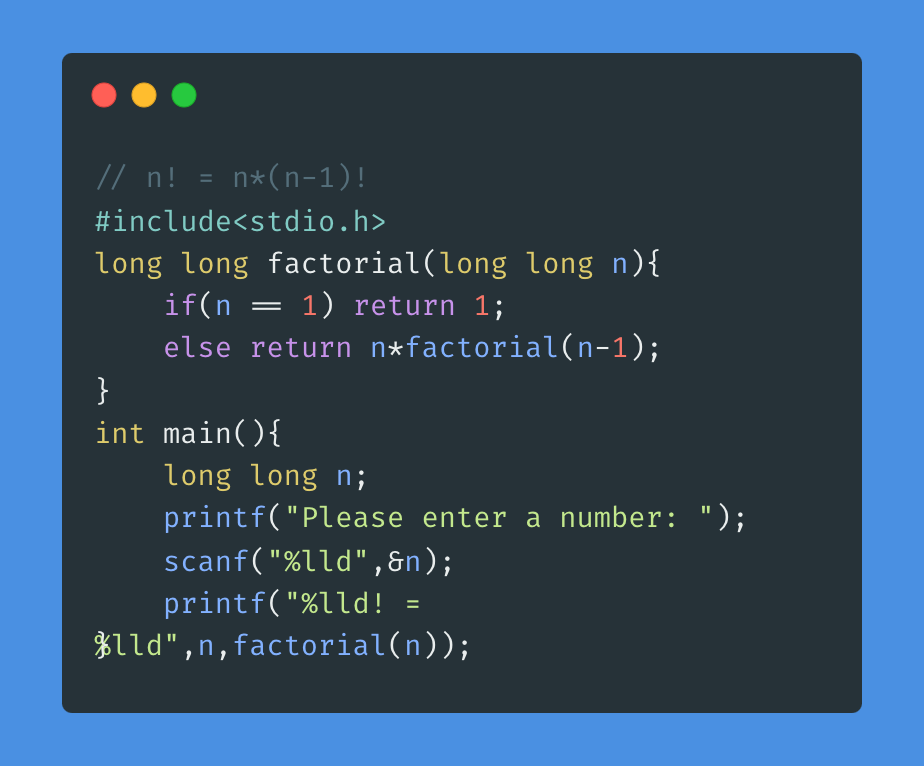 // n! = n*(n-1)!
#include<stdio.h>
long long factorial(long long n){
    if(n == 1) return 1;
    else return n*factorial(n-1);
}
int main(){
    long long n;
    printf("Please enter a number: ");
    scanf("%lld",&n);
    printf("%lld! =
%lld",n,factorial(n));
}